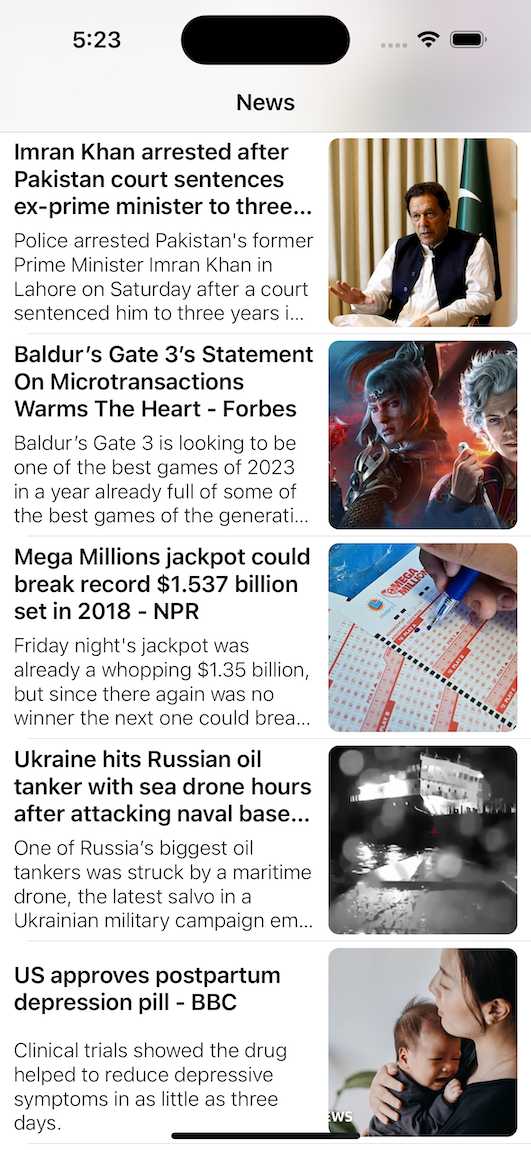 5:23
News
Imran Khan arrested after
Pakistan court sentences
ex-prime minister to three...
Police arrested Pakistan's former
Prime Minister Imran Khan in
Lahore on Saturday after a court
sentenced him to three years i...
Baldur’s Gate 3’s Statement
On Microtransactions
Warms The Heart - Forbes
Baldur’s Gate 3 is looking to be
one of the best games of 2023
in a year already full of some of
the best games of the generati...
Mega Millions jackpot could
break record $1.537 billion
set in 2018 - NPR
Friday night's jackpot was
already a whopping $1.35 billion,
but since there again was no
winner the next one could brea...
MEGA
Ukraine hits Russian oil
tanker with sea drone hours
after attacking naval base...
One of Russia’s biggest oil
tankers was struck by a maritime
drone, the latest salvo in a
Ukrainian military campaign em...
US approves postpartum
depression pill - BBC
Clinical trials showed the drug
helped to reduce depressive
symptoms in as little as three
days.
EWS